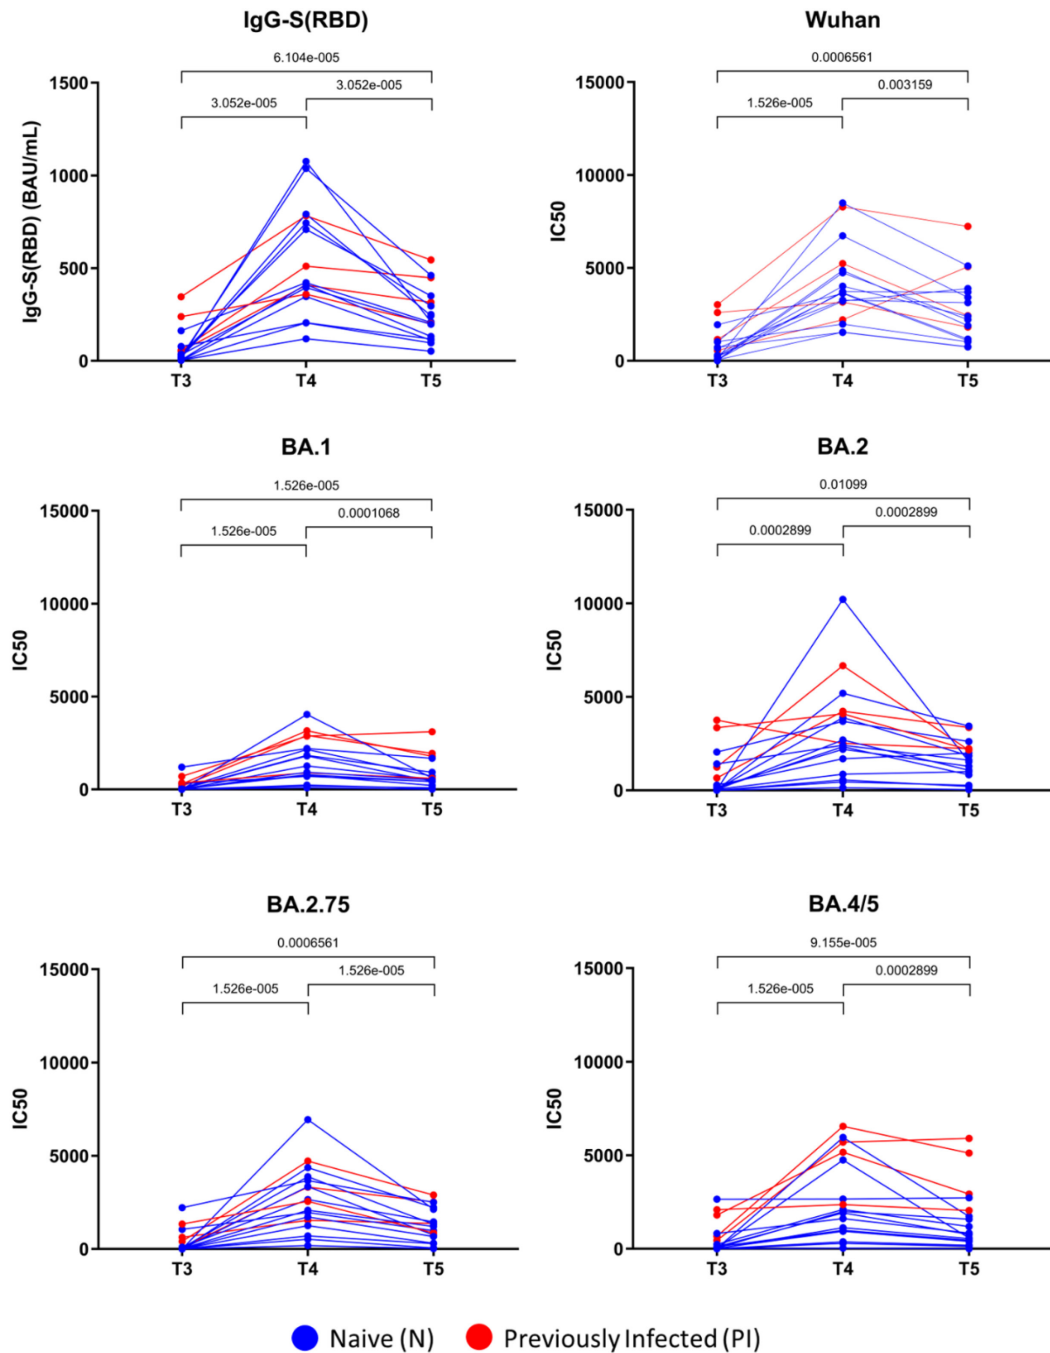 IgG-S(RBD)
6.104e-005
3.052e-005
3.052e-005
IgG-S(RBD) (BAU/mL)
1500
1000
500
0
T3 T4 T5
Wuhan
0.0006561
0.003159
1.526e-005
IC50
15000
10000
5000
0
T3 T4 T5
BA.1
1.526e-005
0.0001068
1.526e-005
IC50
15000
10000
5000
0
T3 T4 T5
BA.2
0.01099
0.0002899
0.0002899
IC50
15000
10000
5000
0
T3 T4 T5
BA.2.75
0.0006561
1.526e-005
1.526e-005
IC50
15000
10000
5000
0
T3 T4 T5
BA.4/5
9.155e-005
0.0002899
1.526e-005
IC50
15000
10000
5000
0
T3 T4 T5
Naive (N) Previously Infected (PI)